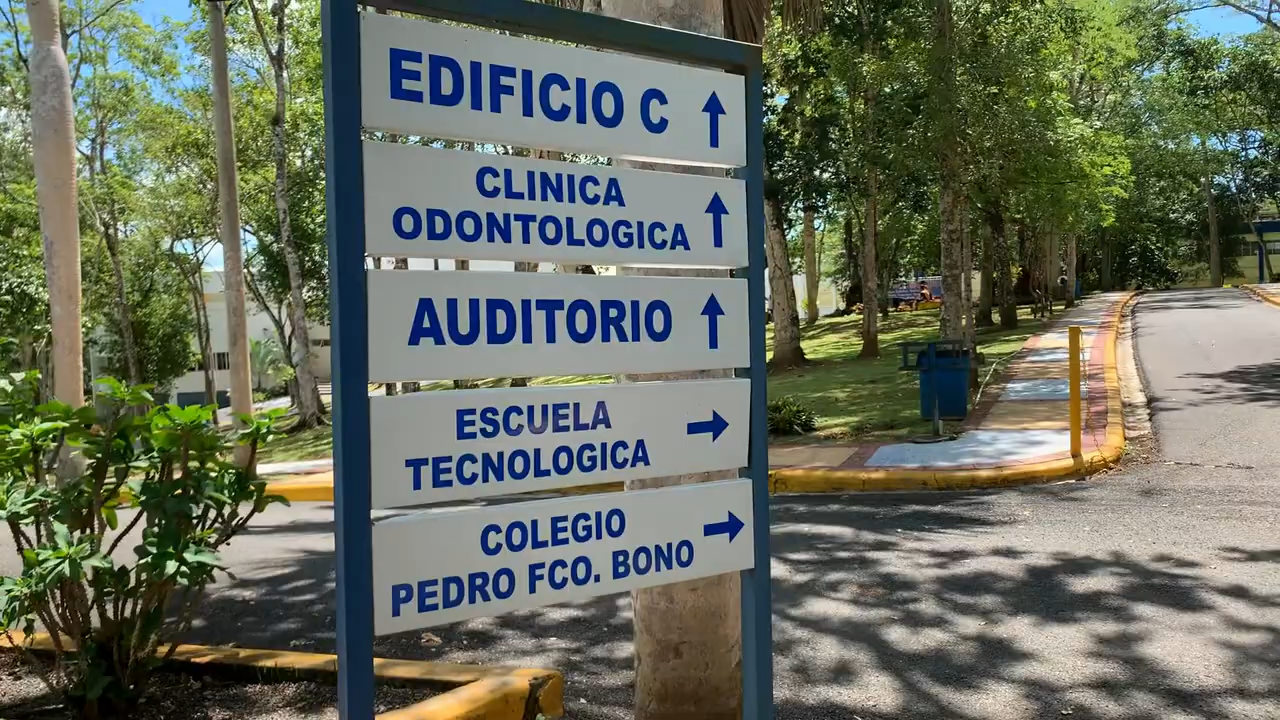 EDIFICIO C
CLINICA
ODONTOLOGICA
AUDITORIO
ESCUELA
TECNOLOGICA
COLEGIO
PEDRO FCO. BONO